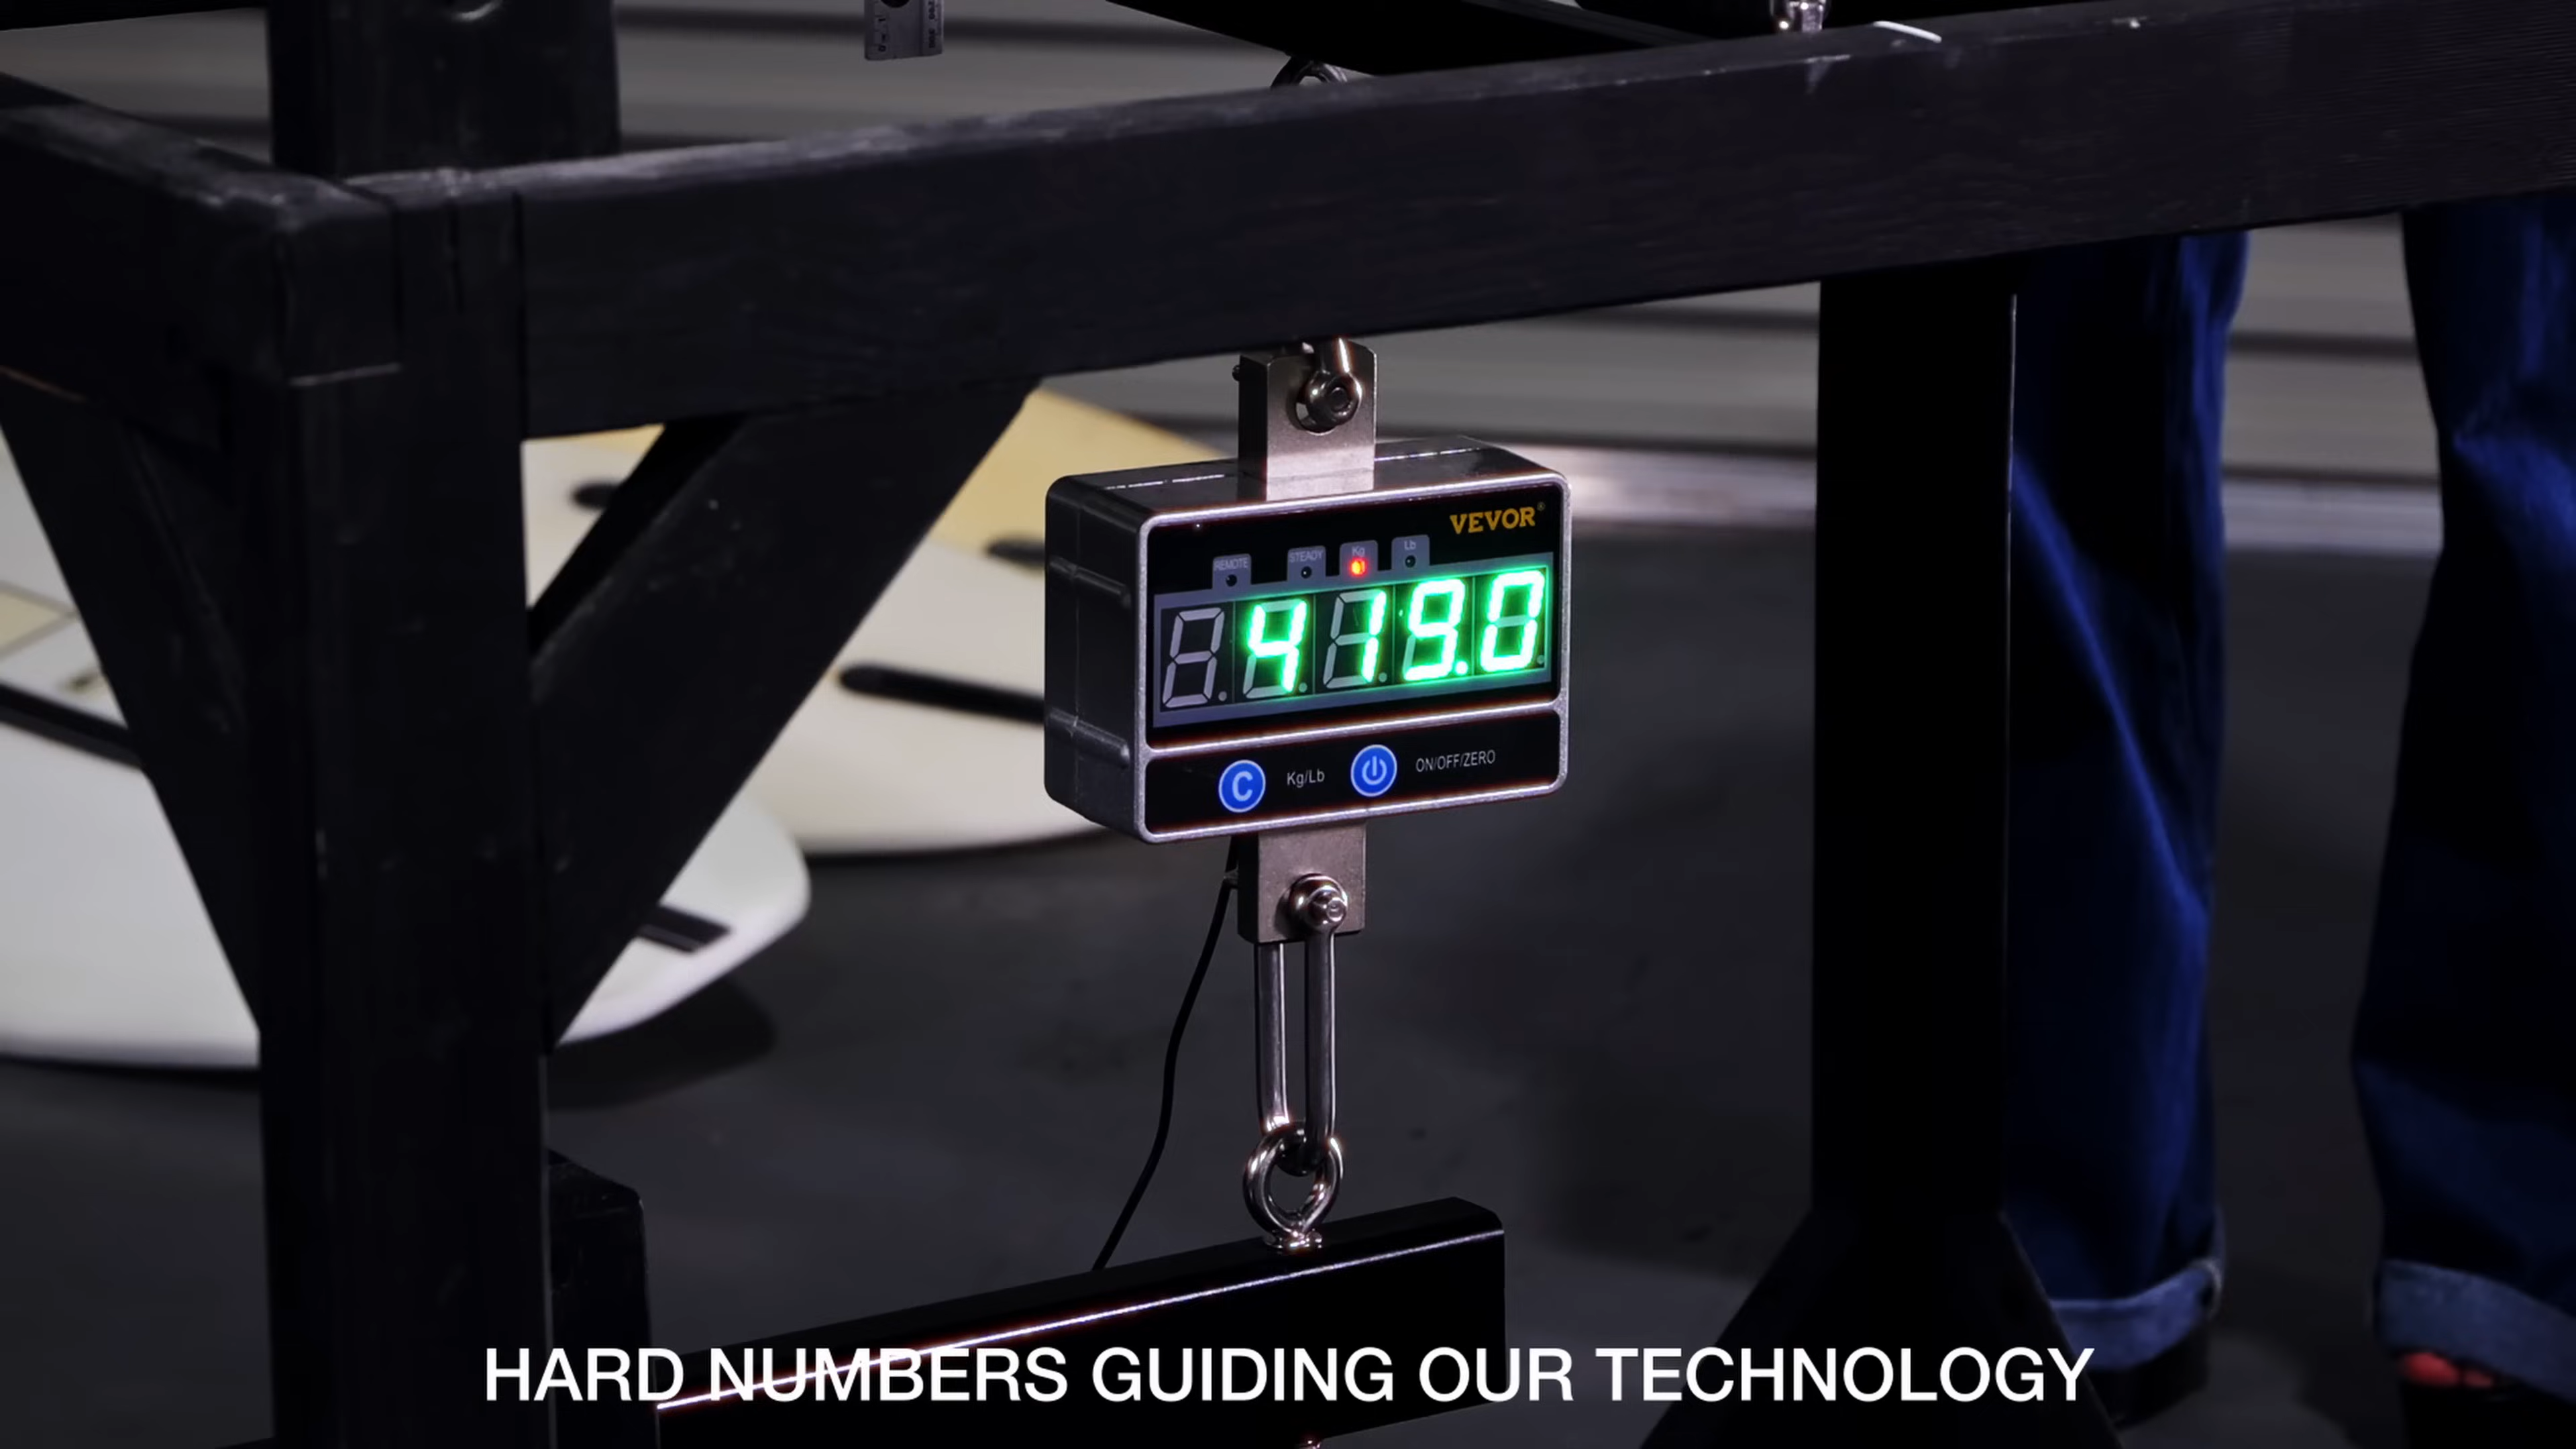 VEVOR®
REMOTE STEADY Kg Lb
419.0
C Kg/Lb ON/OFF/ZERO
HARD NUMBERS GUIDING OUR TECHNOLOGY